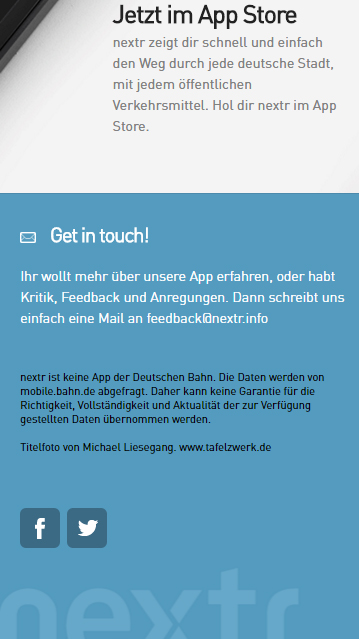 Jetzt im App Store
nextr zeigt dir schnell und einfach
den Weg durch jede deutsche Stadt,
mit jedem öffentlichen
Verkehrsmittel. Hol dir nextr im App
Store.
Get in touch!
Ihr wollt mehr über unsere App erfahren, oder habt
Kritik, Feedback und Anregungen. Dann schreibt uns
einfach eine Mail an feedback@nextr.info
nextr ist keine App der Deutschen Bahn. Die Daten werden von
mobile.bahn.de abgefragt. Daher kann keine Garantie für die
Richtigkeit, Vollständigkeit und Aktualität der zur Verfügung
gestellten Daten übernommen werden.
Titelfoto von Michael Liesegang. www.tafelzwerk.de
nextr